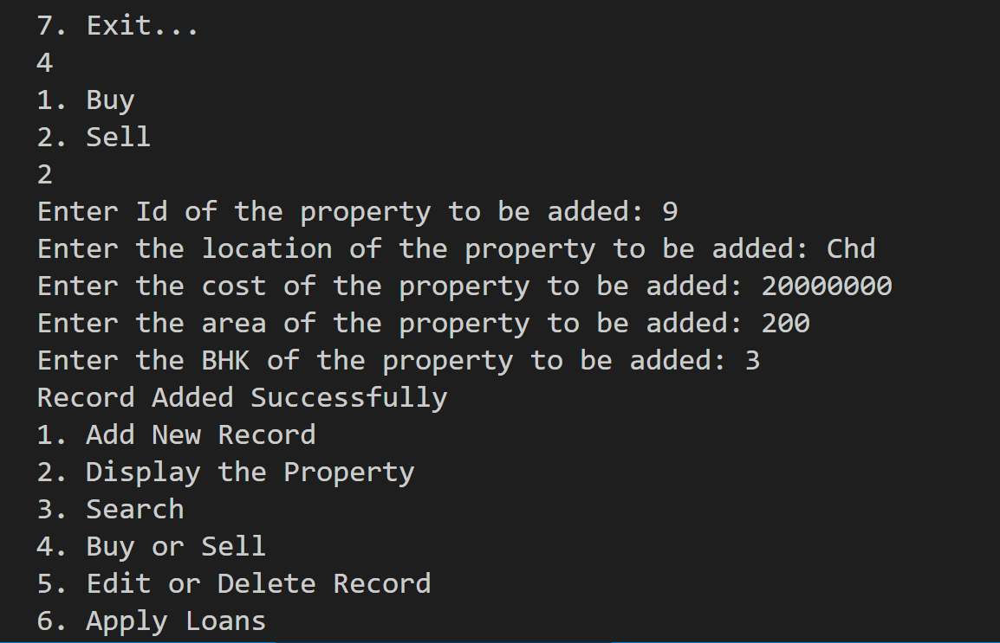 7. Exit...
4
1. Buy
2. Sell
2
Enter Id of the property to be added: 9
Enter the location of the property to be added: Chd
Enter the cost of the property to be added: 20000000
Enter the area of the property to be added: 200
Enter the BHK of the property to be added: 3
Record Added Successfully
1. Add New Record
2. Display the Property
3. Search
4. Buy or Sell
5. Edit or Delete Record
6. Apply Loans